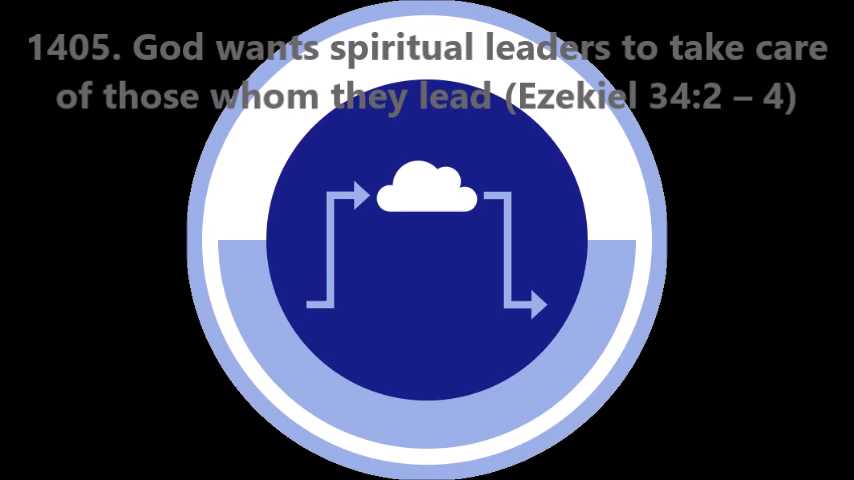 1405. God wants spiritual leaders to take care
of those whom they lead (Ezekiel 34:2 – 4)